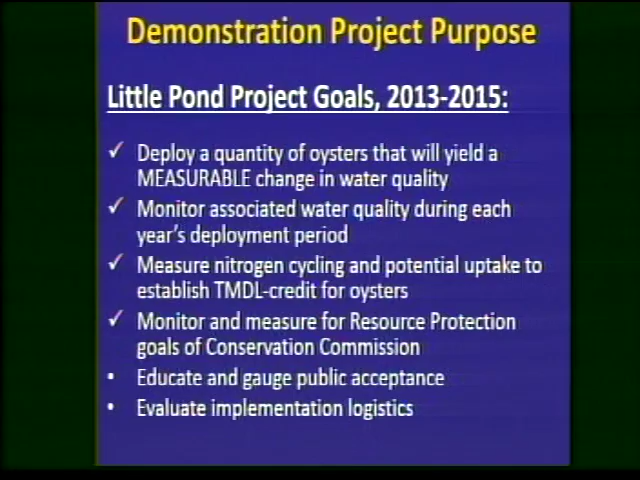 Demonstration Project Purpose
Little Pond Project Goals, 2013-2015:
✓ Deploy a quantity of oysters that will yield a
MEASURABLE change in water quality
✓ Monitor associated water quality during each
year's deployment period
✓ Measure nitrogen cycling and potential uptake to
establish TMDL-credit for oysters
✓ Monitor and measure for Resource Protection
goals of Conservation Commission
• Educate and gauge public acceptance
• Evaluate implementation logistics